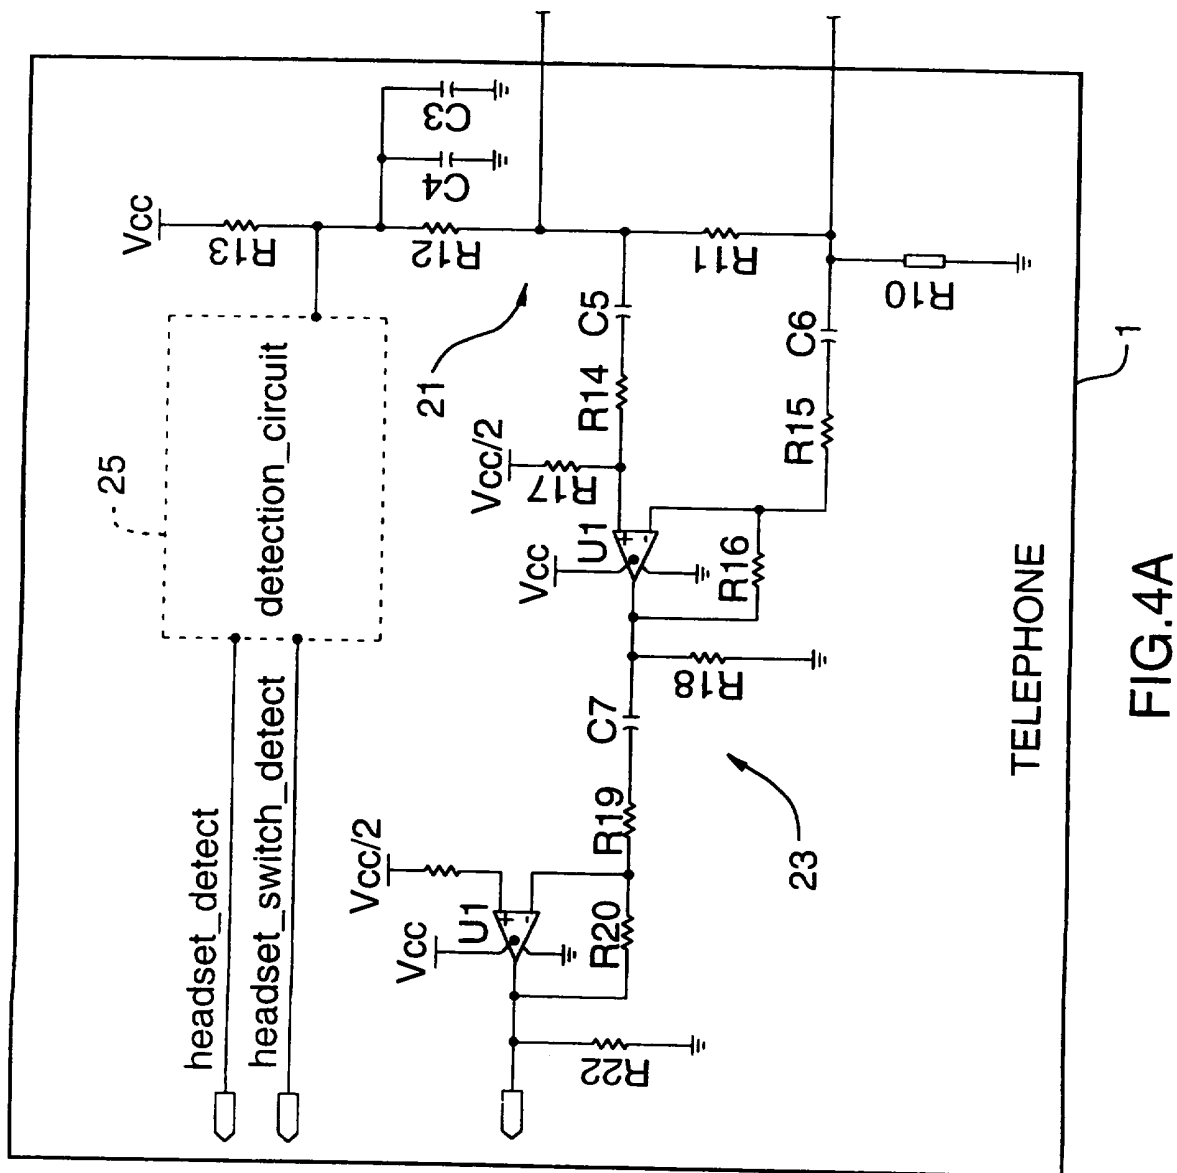 headset_detect
headset_switch_detect
25
detection_circuit
Vcc
R13
C3
C4
R12
21
C5
R14
R11
Vcc/2
R17
C6
R15
R10
Vcc
U1
+
-
R16
R18
C7
R19
23
Vcc/2
Vcc
U1
+
-
R20
R22
TELEPHONE
1
FIG.4A